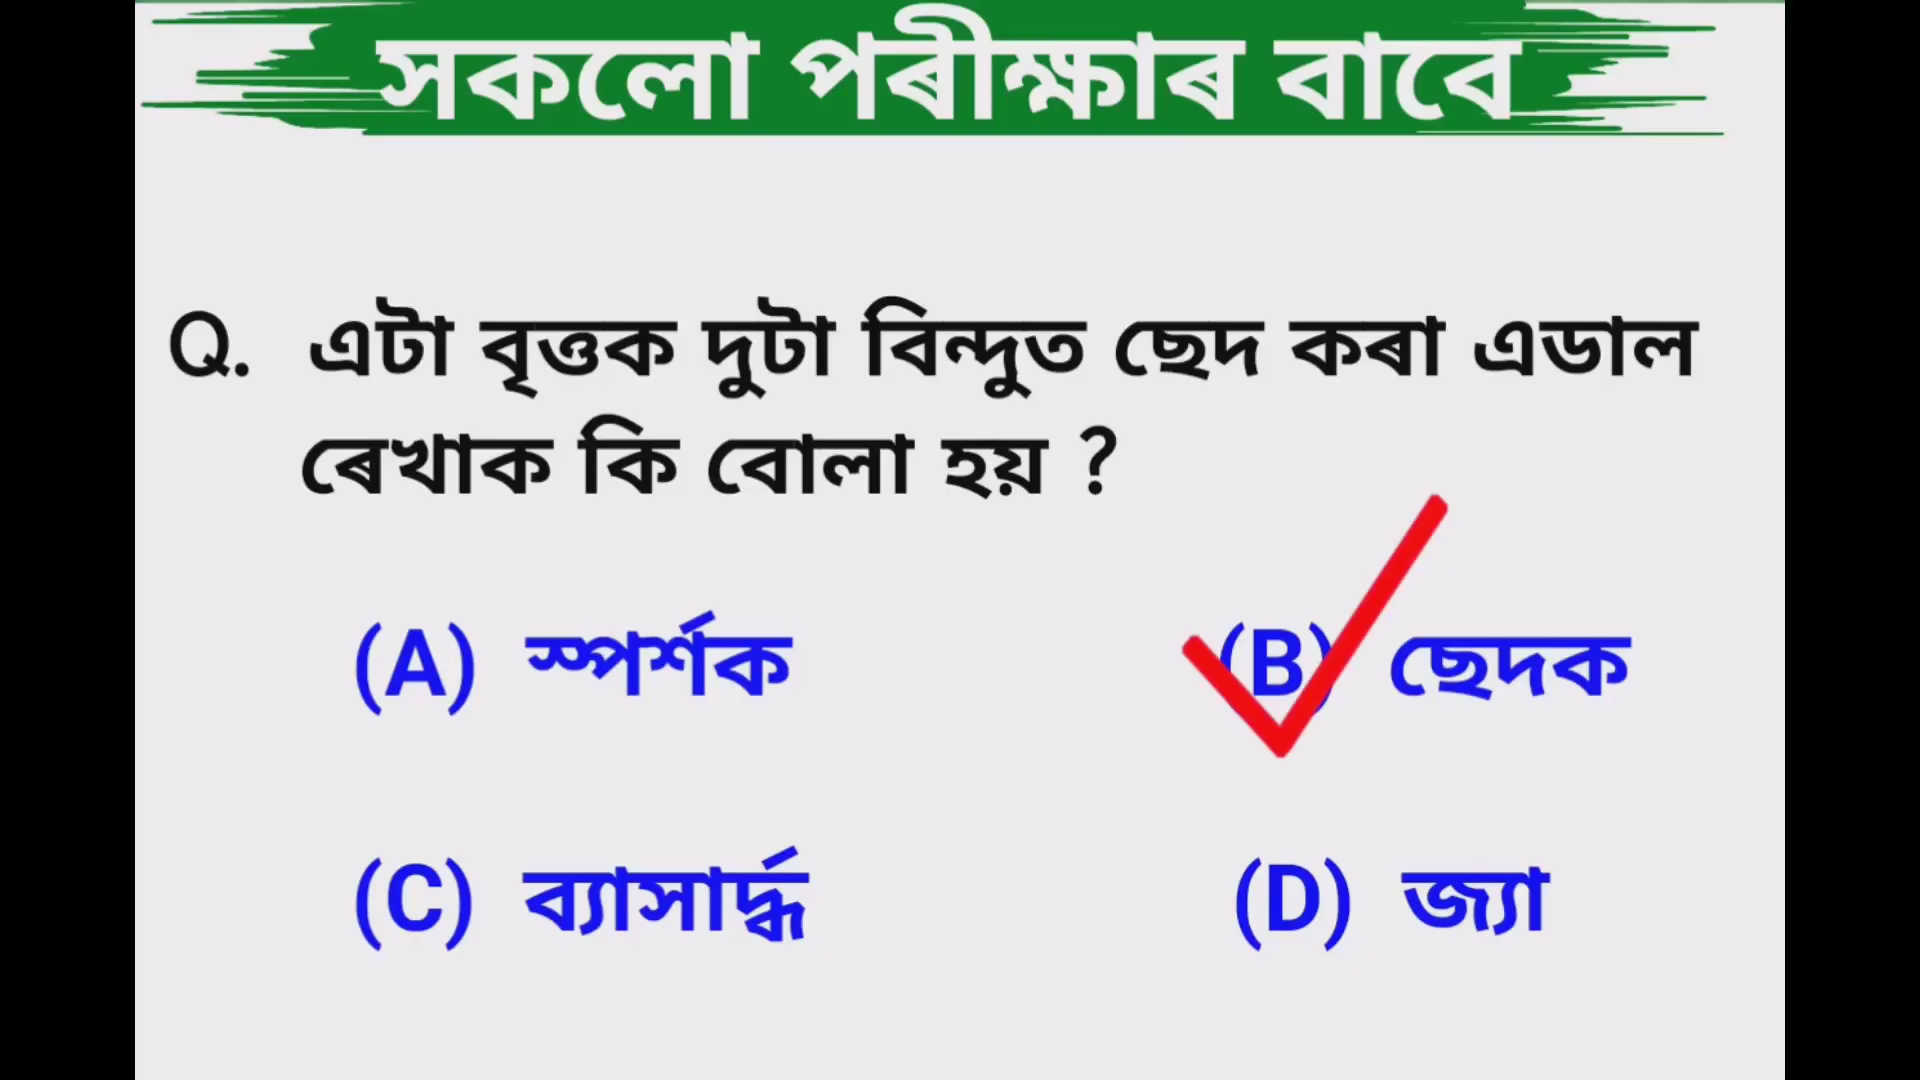 সকলো পৰীক্ষাৰ বাবে
Q. এটা বৃত্তক দুটা বিন্দুত ছেদ কৰা এডাল
ৰেখাক কি বোলা হয় ?
(A) স্পৰ্শক (B) ছেদক
(C) ব্যাসাৰ্দ্ধ (D) জ্যা